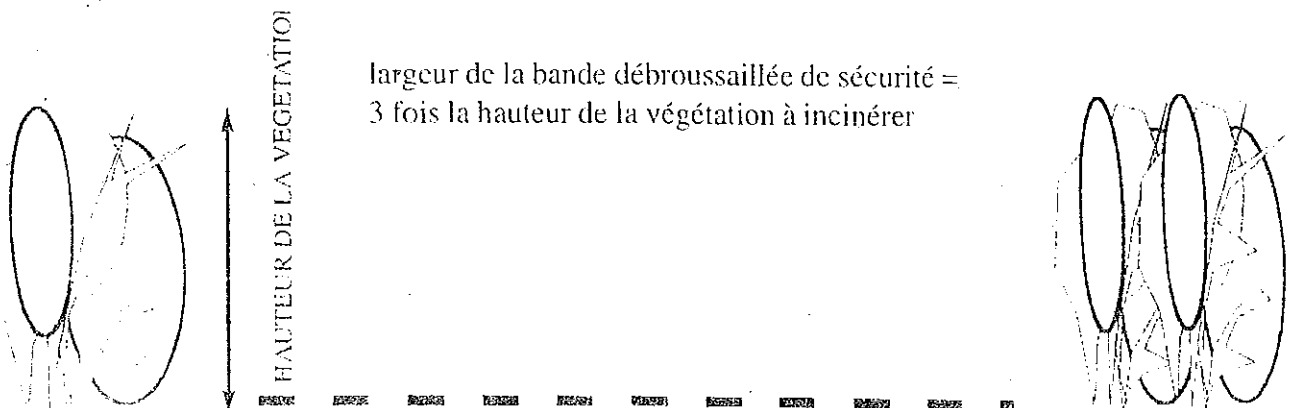 HAUTEUR DE LA VEGETATIO
largeur de la bande débroussaillée de sécurité =
3 fois la hauteur de la végétation à incinérer